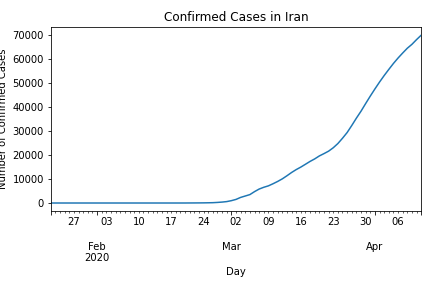 Confirmed Cases in Iran
Number of Confirmed Cases
70000
60000
50000
40000
30000
20000
10000
0
27 03 10 17 24 02 09 16 23 30 06
Feb Mar Apr
2020
Day